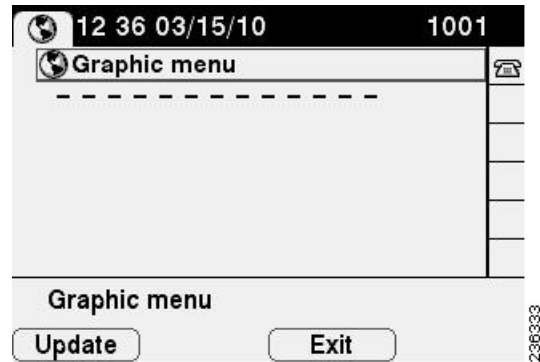 12 36 03/15/10 1001
Graphic menu
- - - - - - - - - - - - -
Graphic menu
Update Exit
236333